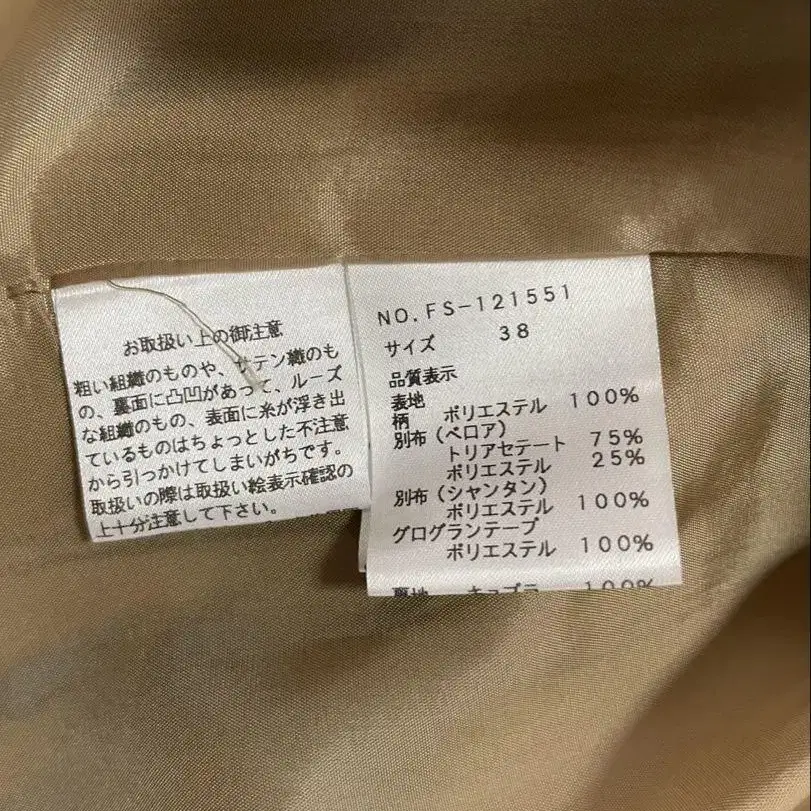 お取扱い上の御注意
粗い組織のものや、サテン織のも
の、裏面に凸凹があって、ルーズ
な組織のもの、表面に糸が浮き出
ているものはちょっとした不注意
から引っかけてしまいがちです。
取扱いの際は取扱い絵表示確認の
上十分注意して下さい。
NO.FS-121551
サイズ 38
品質表示
表地
柄 ポリエステル 100%
別布(ベロア)
トリアセテート 75%
ポリエステル 25%
別布(シャンタン)
ポリエステル 100%
グログランテープ
ポリエステル 100%
裏地 キュプラ 100%